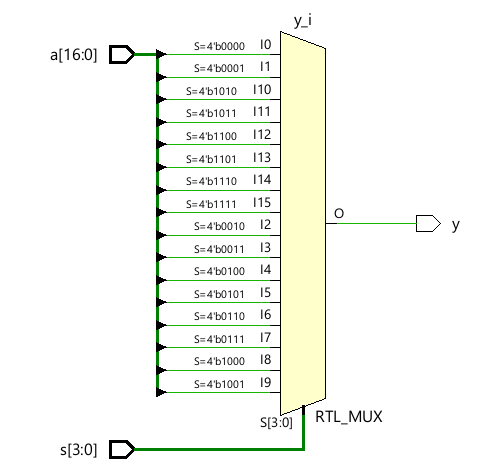 y_i
a[16:0]
S=4'b0000 I0
S=4'b0001 I1
S=4'b1010 I10
S=4'b1011 I11
S=4'b1100 I12
S=4'b1101 I13
S=4'b1110 I14
S=4'b1111 I15
S=4'b0010 I2
S=4'b0011 I3
S=4'b0100 I4
S=4'b0101 I5
S=4'b0110 I6
S=4'b0111 I7
S=4'b1000 I8
S=4'b1001 I9
O
y
S[3:0]
RTL_MUX
s[3:0]